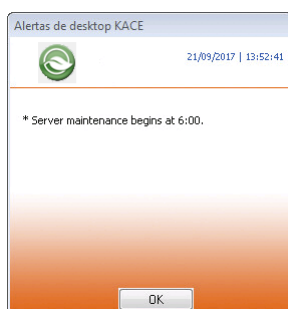 Alertas de desktop KACE
21/09/2017 | 13:52:41
* Server maintenance begins at 6:00.
OK